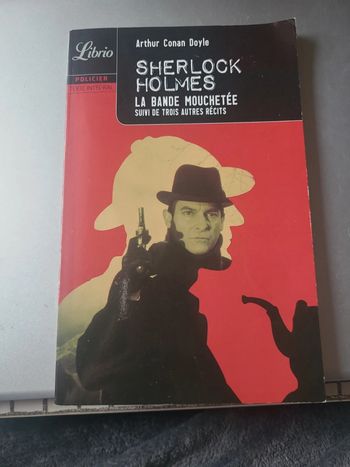 Librio
Arthur Conan Doyle
POLICIER
TEXTE INTÉGRAL
SHERLOCK
HOLMES
LA BANDE MOUCHETÉE
SUIVI DE TROIS AUTRES RÉCITS